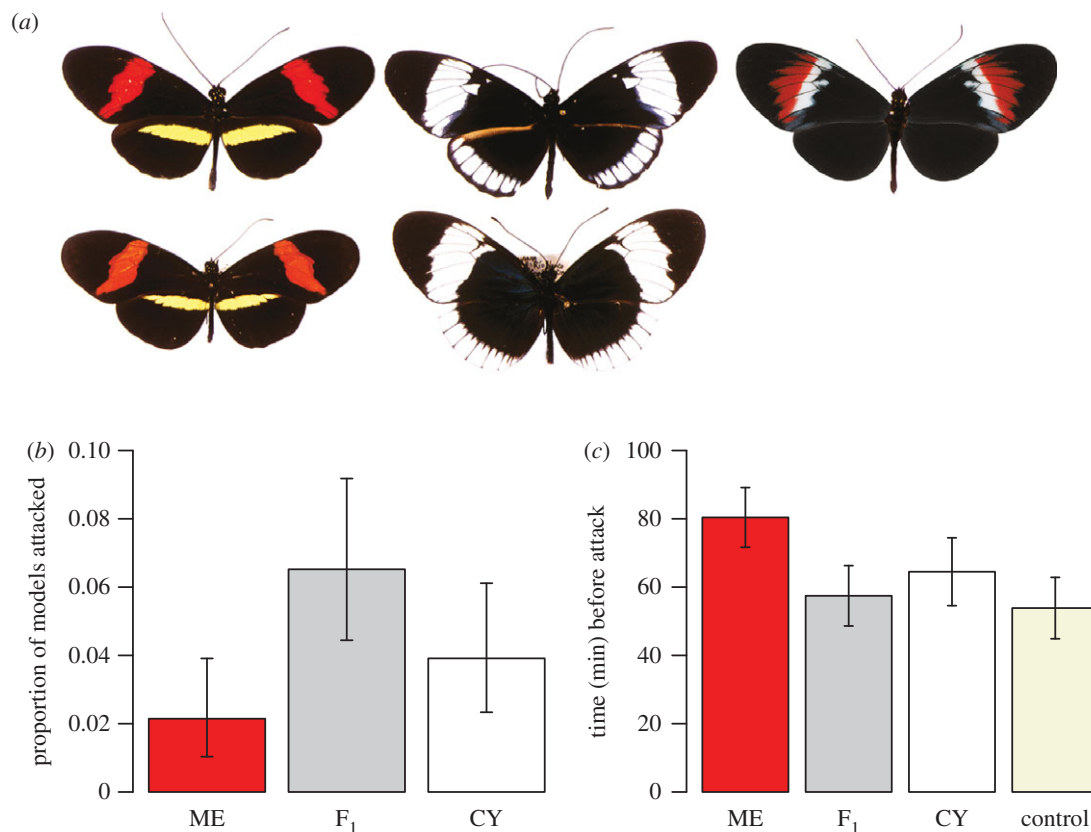 (a)
(b)
0.10
0.08
0.06
0.04
0.02
0
proportion of models attacked
ME
F1
CY
(c)
100
80
60
40
20
0
time (min) before attack
ME
F1
CY
control